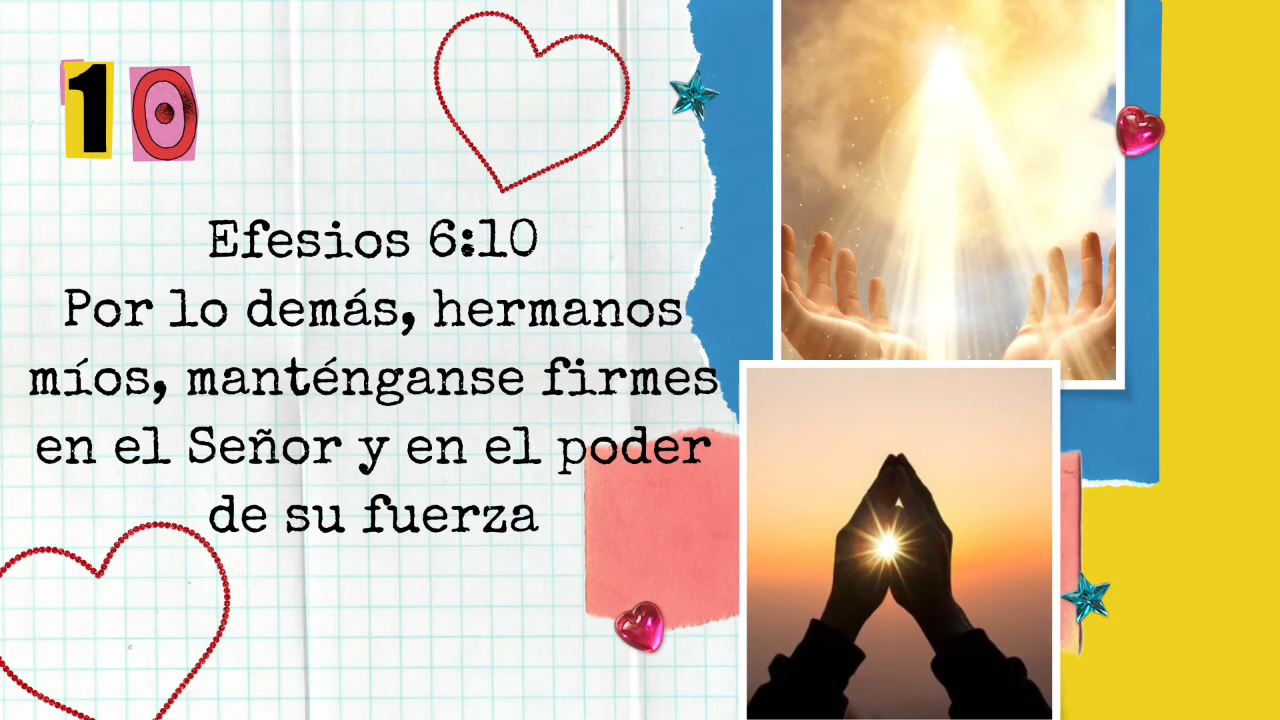 10
Efesios 6:10
Por lo demás, hermanos
míos, manténganse firmes
en el Señor y en el poder
de su fuerza